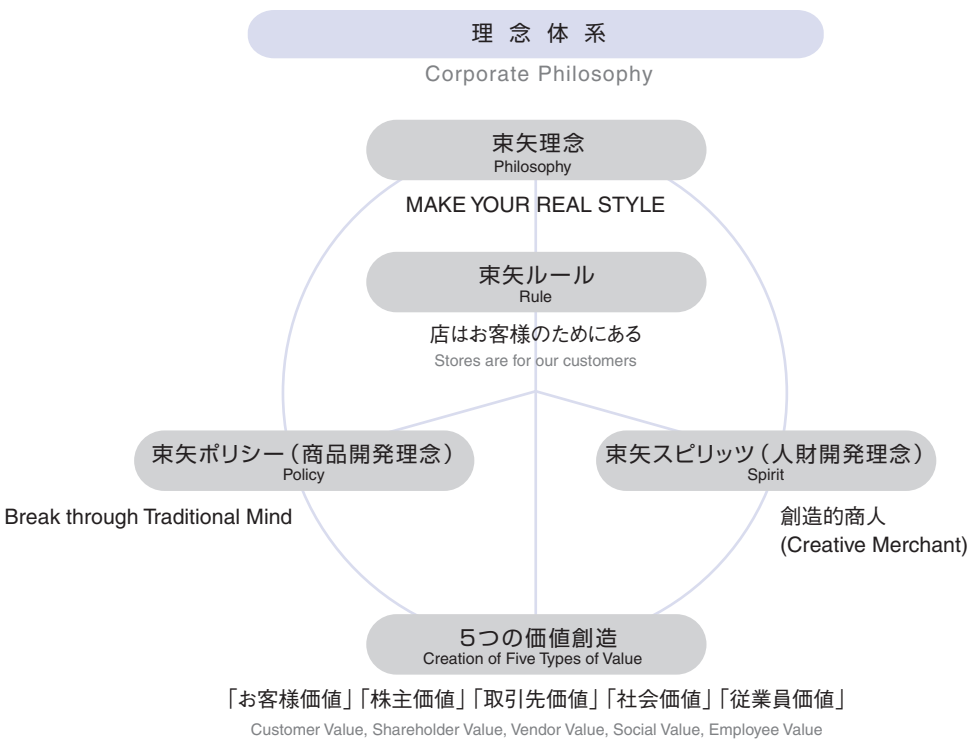 理念体系
Corporate Philosophy
束矢理念
Philosophy
MAKE YOUR REAL STYLE
束矢ルール
Rule
店はお客様のためにある
Stores are for our customers
束矢ポリシー（商品開発理念）
Policy
束矢スピリッツ（人財開発理念）
Spirit
Break through Traditional Mind
創造的商人
(Creative Merchant)
5つの価値創造
Creation of Five Types of Value
「お客様価値」「株主価値」「取引先価値」「社会価値」「従業員価値」
Customer Value, Shareholder Value, Vendor Value, Social Value, Employee Value